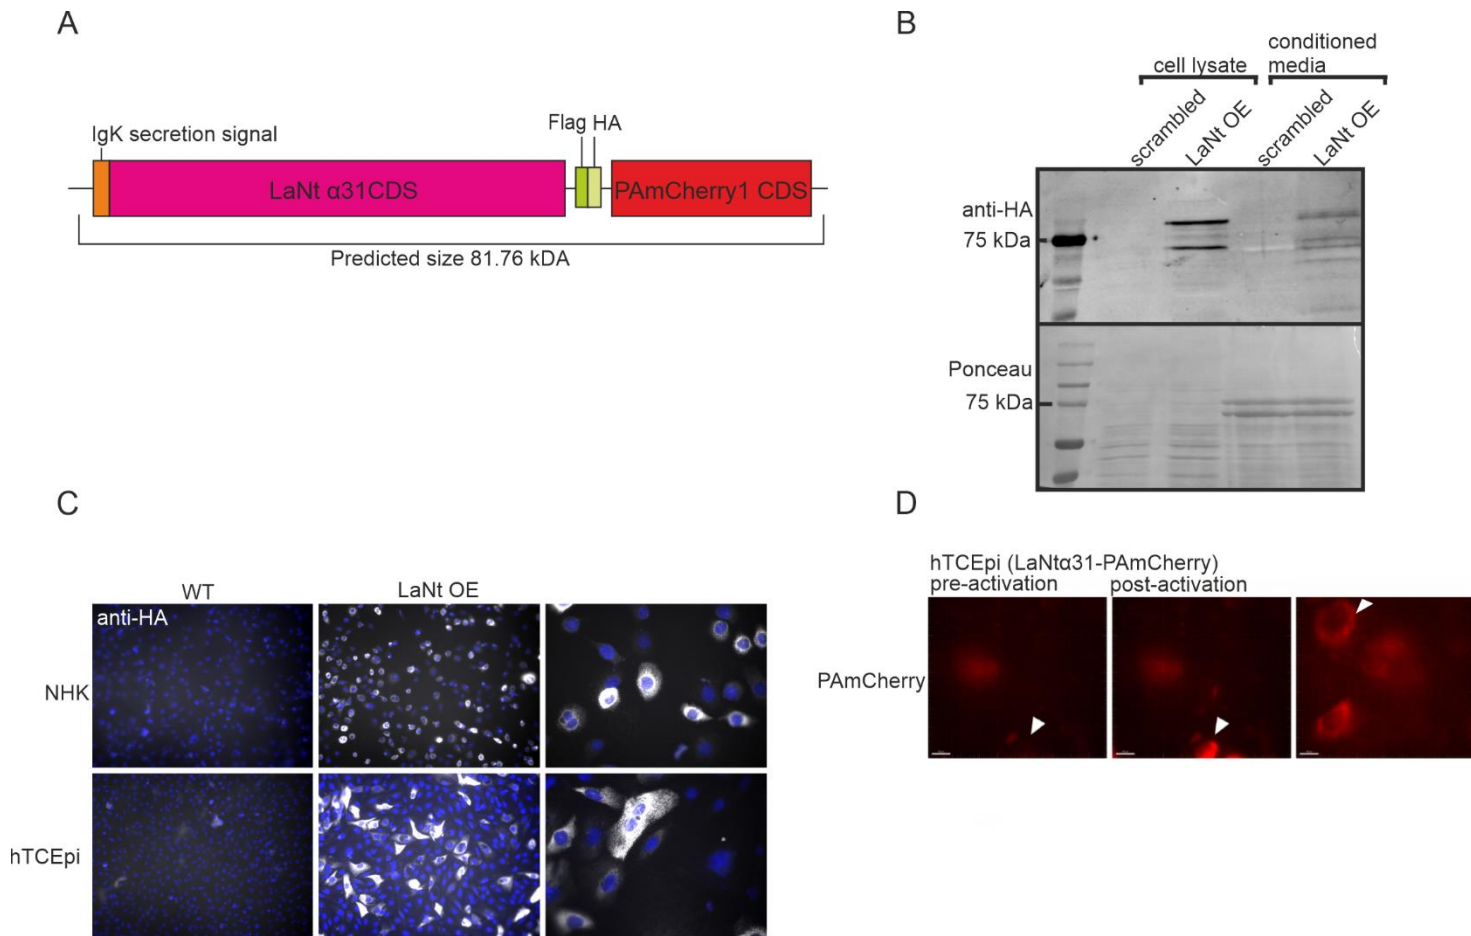 A
IgK secretion signal
Flag HA
LaNt α31CDS
PAmCherry1 CDS
Predicted size 81.76 kDA
B
cell lysate
conditioned
media
scrambled
LaNt OE
scrambled
LaNt OE
anti-HA
75 kDa
Ponceau
75 kDa
C
WT
LaNt OE
anti-HA
NHK
hTCEpi
D
hTCEpi (LaNtα31-PAmCherry)
pre-activation
post-activation
PAmCherry